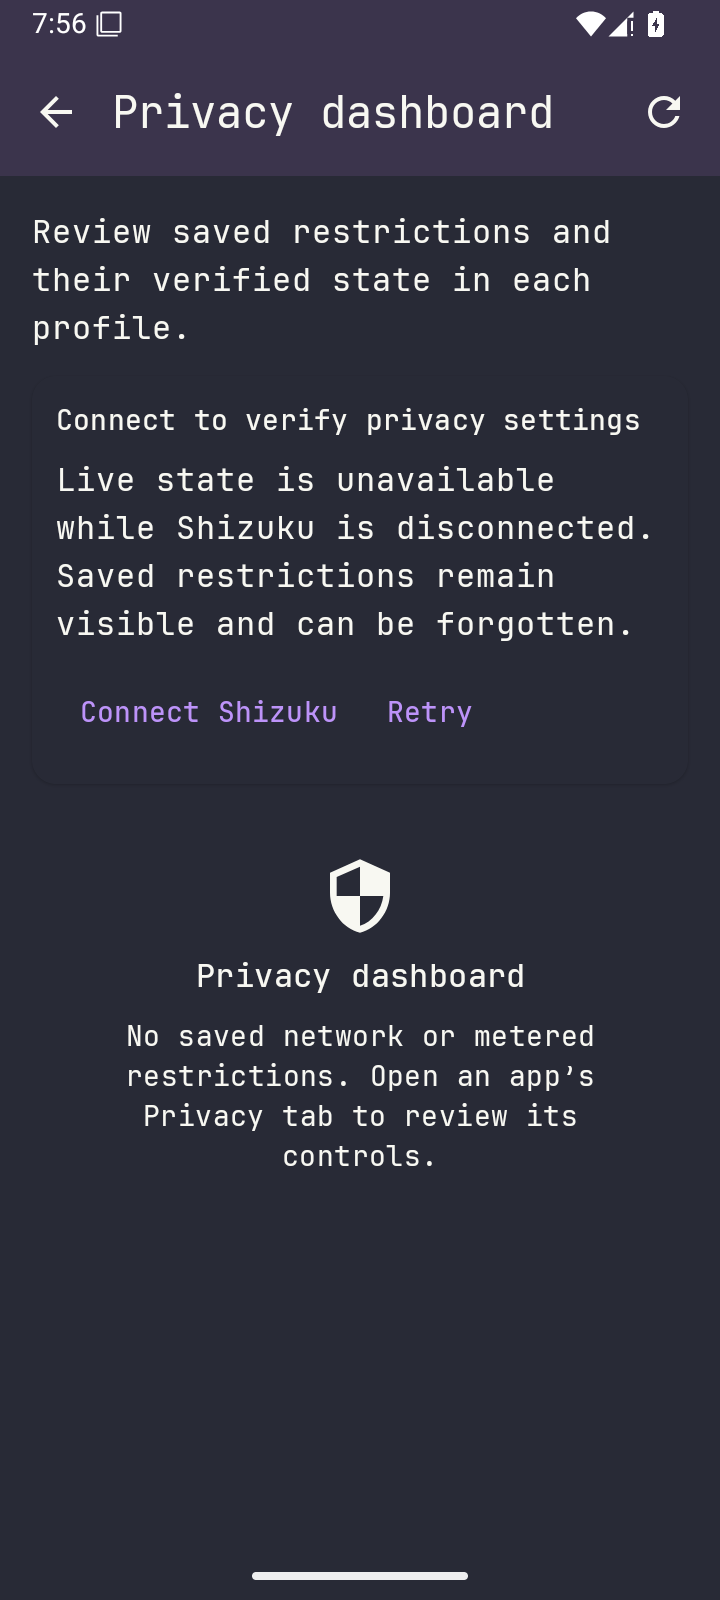 7:56
Privacy dashboard
Review saved restrictions and
their verified state in each
profile.
Connect to verify privacy settings
Live state is unavailable
while Shizuku is disconnected.
Saved restrictions remain
visible and can be forgotten.
Connect Shizuku Retry
Privacy dashboard
No saved network or metered
restrictions. Open an app’s
Privacy tab to review its
controls.